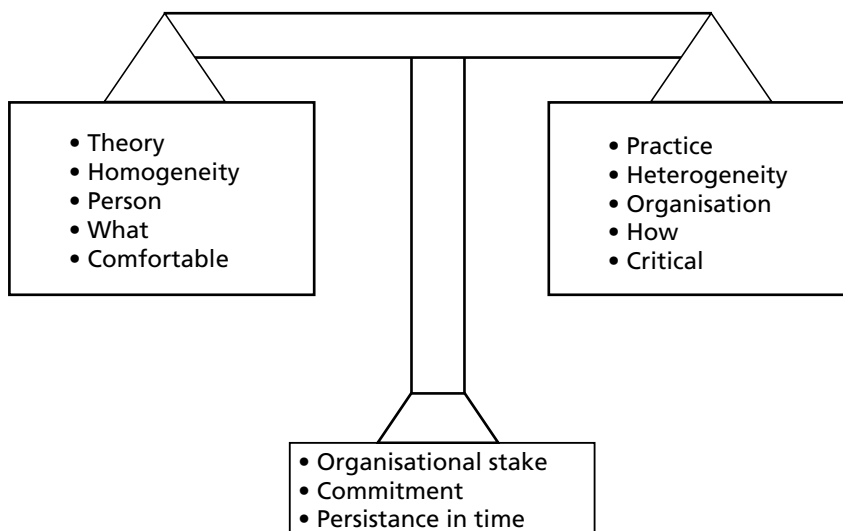 • Theory
• Homogeneity
• Person
• What
• Comfortable
• Practice
• Heterogeneity
• Organisation
• How
• Critical
• Organisational stake
• Commitment
• Persistance in time